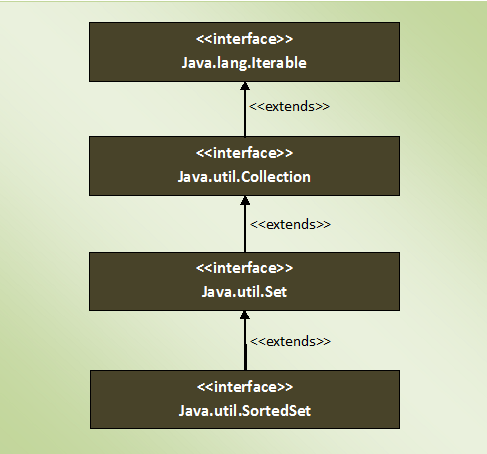 <<interface>>
Java.lang.Iterable
<<extends>>
<<interface>>
Java.util.Collection
<<extends>>
<<interface>>
Java.util.Set
<<extends>>
<<interface>>
Java.util.SortedSet